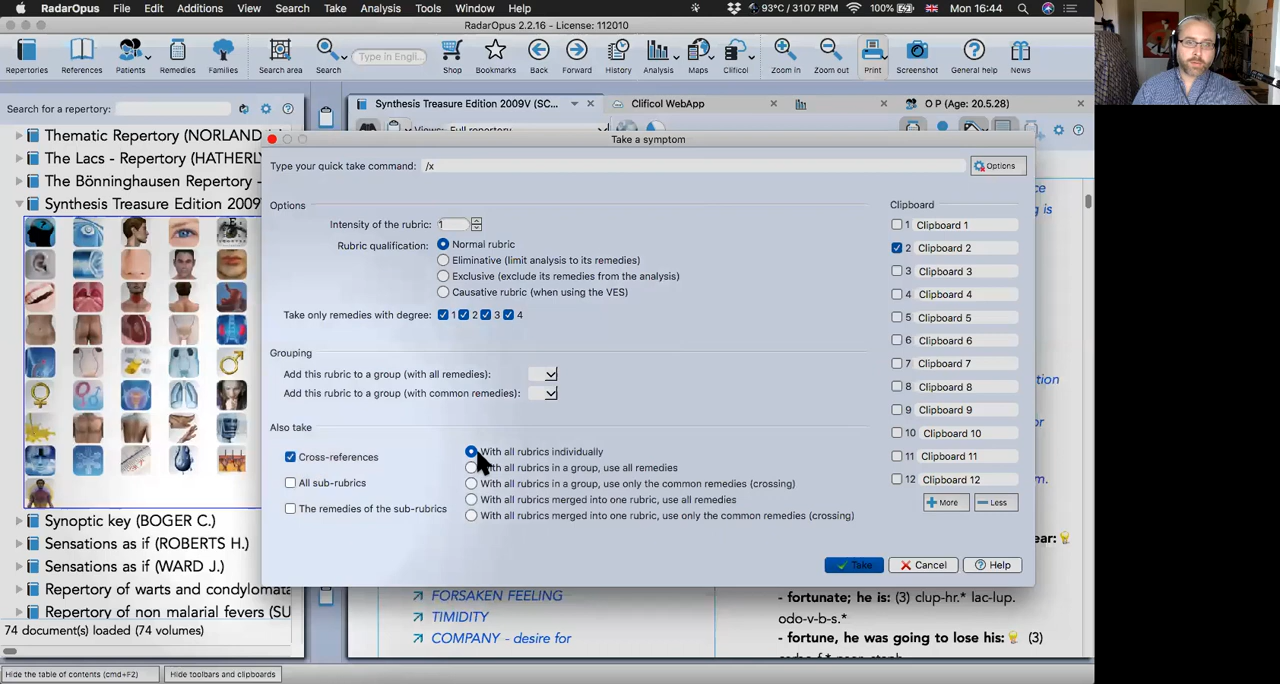 RadarOpus File Edit Additions View Search Take Analysis Tools Window Help 93°C / 3107 RPM 100% Mon 16:44
RadarOpus 2.2.16 - License: 112010
Type in Engl...
Repertories References Patients Remedies Families Search area Search Shop Bookmarks Back Forward History Analysis Maps Clificol Zoom in Zoom out Print Screenshot General help News
Search for a repertory:
Synthesis Treasure Edition 2009V (SC... Clificol WebApp O P (Age: 20.5.28)
Views: Full repertory
Thematic Repertory (NORLAND
The Lacs - Repertory (HATHERLY
The Bönninghausen Repertory -
Synthesis Treasure Edition 2009V
Synoptic key (BOGER C.)
Sensations as if (ROBERTS H.)
Sensations as if (WARD J.)
Repertory of warts and condylomata
Repertory of non malarial fevers (SU
74 document(s) loaded (74 volumes)
Hide the table of contents (cmd+F2) Hide toolbars and clipboards
Take a symptom
Type your quick take command: /x Options
Options
Intensity of the rubric: 1
Rubric qualification: Normal rubric
Eliminative (limit analysis to its remedies)
Exclusive (exclude its remedies from the analysis)
Causative rubric (when using the VES)
Take only remedies with degree: 1 2 3 4
Grouping
Add this rubric to a group (with all remedies):
Add this rubric to a group (with common remedies):
Also take
Cross-references
All sub-rubrics
The remedies of the sub-rubrics
With all rubrics individually
ith all rubrics in a group, use all remedies
With all rubrics in a group, use only the common remedies (crossing)
With all rubrics merged into one rubric, use all remedies
With all rubrics merged into one rubric, use only the common remedies (crossing)
Clipboard
1 Clipboard 1
2 Clipboard 2
3 Clipboard 3
4 Clipboard 4
5 Clipboard 5
6 Clipboard 6
7 Clipboard 7
8 Clipboard 8
9 Clipboard 9
10 Clipboard 10
11 Clipboard 11
12 Clipboard 12
More Less
Take Cancel Help
FORSAKEN FEELING
TIMIDITY
COMPANY - desire for
ce
g is
tion
m.
ear:
- fortunate; he is: (3) clup-hr.* lac-lup.
odo-v-b-s.*
- fortune, he was going to lose his: (3)